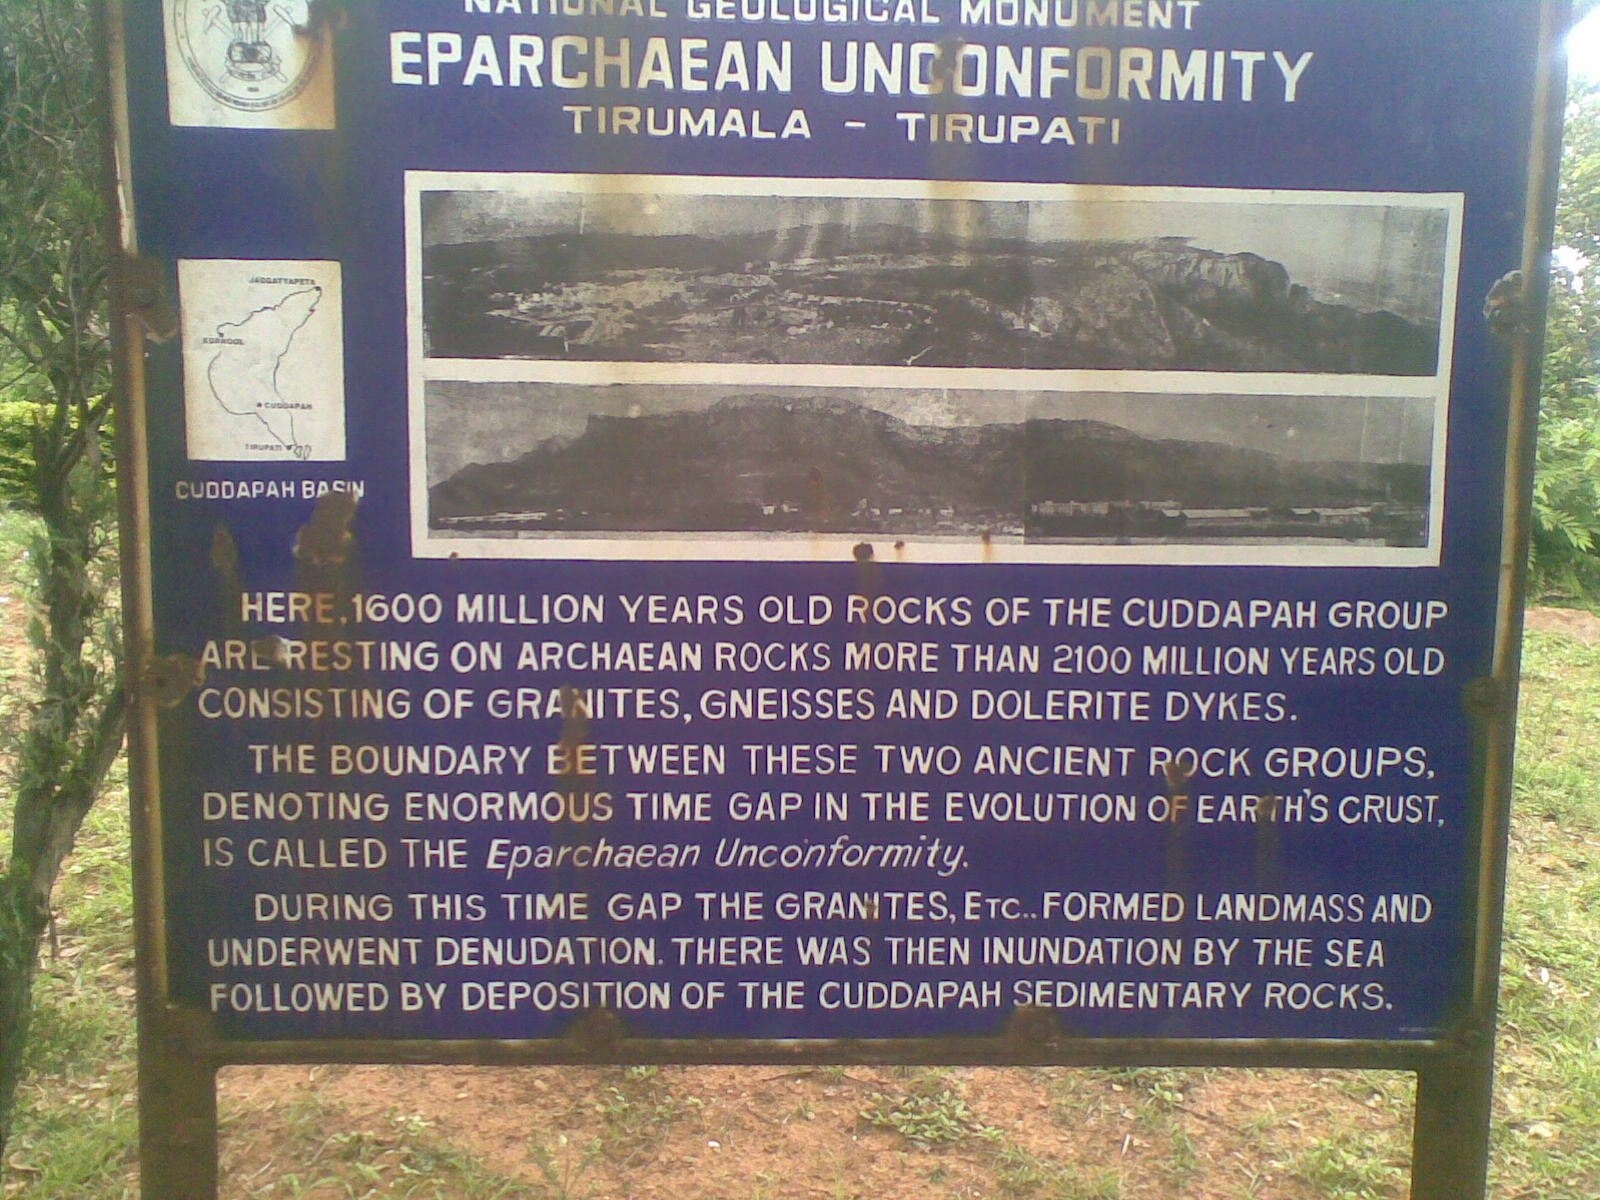 NATIONAL GEOLOGICAL MONUMENT
EPARCHAEAN UNCONFORMITY
TIRUMALA – TIRUPATI
JAGGAYYAPETA
KURNOOL
CUDDAPAH
TIRUPATI
CUDDAPAH BASIN
HERE, 1600 MILLION YEARS OLD ROCKS OF THE CUDDAPAH GROUP
ARE RESTING ON ARCHAEAN ROCKS MORE THAN 2100 MILLION YEARS OLD
CONSISTING OF GRANITES, GNEISSES AND DOLERITE DYKES.
THE BOUNDARY BETWEEN THESE TWO ANCIENT ROCK GROUPS,
DENOTING ENORMOUS TIME GAP IN THE EVOLUTION OF EARTH'S CRUST,
IS CALLED THE Eparchaean Unconformity.
DURING THIS TIME GAP THE GRANITES, ETC.. FORMED LANDMASS AND
UNDERWENT DENUDATION. THERE WAS THEN INUNDATION BY THE SEA
FOLLOWED BY DEPOSITION OF THE CUDDAPAH SEDIMENTARY ROCKS.